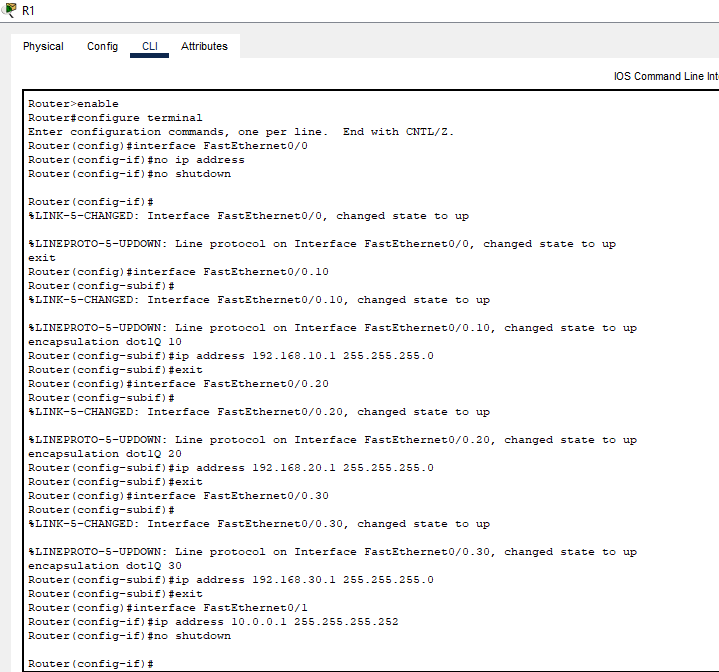 R1
Physical Config CLI Attributes
IOS Command Line Int
Router>enable
Router#configure terminal
Enter configuration commands, one per line.  End with CNTL/Z.
Router(config)#interface FastEthernet0/0
Router(config-if)#no ip address
Router(config-if)#no shutdown
Router(config-if)#
%LINK-5-CHANGED: Interface FastEthernet0/0, changed state to up
%LINEPROTO-5-UPDOWN: Line protocol on Interface FastEthernet0/0, changed state to up
exit
Router(config)#interface FastEthernet0/0.10
Router(config-subif)#
%LINK-5-CHANGED: Interface FastEthernet0/0.10, changed state to up
%LINEPROTO-5-UPDOWN: Line protocol on Interface FastEthernet0/0.10, changed state to up
encapsulation dot1Q 10
Router(config-subif)#ip address 192.168.10.1 255.255.255.0
Router(config-subif)#exit
Router(config)#interface FastEthernet0/0.20
Router(config-subif)#
%LINK-5-CHANGED: Interface FastEthernet0/0.20, changed state to up
%LINEPROTO-5-UPDOWN: Line protocol on Interface FastEthernet0/0.20, changed state to up
encapsulation dot1Q 20
Router(config-subif)#ip address 192.168.20.1 255.255.255.0
Router(config-subif)#exit
Router(config)#interface FastEthernet0/0.30
Router(config-subif)#
%LINK-5-CHANGED: Interface FastEthernet0/0.30, changed state to up
%LINEPROTO-5-UPDOWN: Line protocol on Interface FastEthernet0/0.30, changed state to up
encapsulation dot1Q 30
Router(config-subif)#ip address 192.168.30.1 255.255.255.0
Router(config-subif)#exit
Router(config)#interface FastEthernet0/1
Router(config-if)#ip address 10.0.0.1 255.255.255.252
Router(config-if)#no shutdown
Router(config-if)#